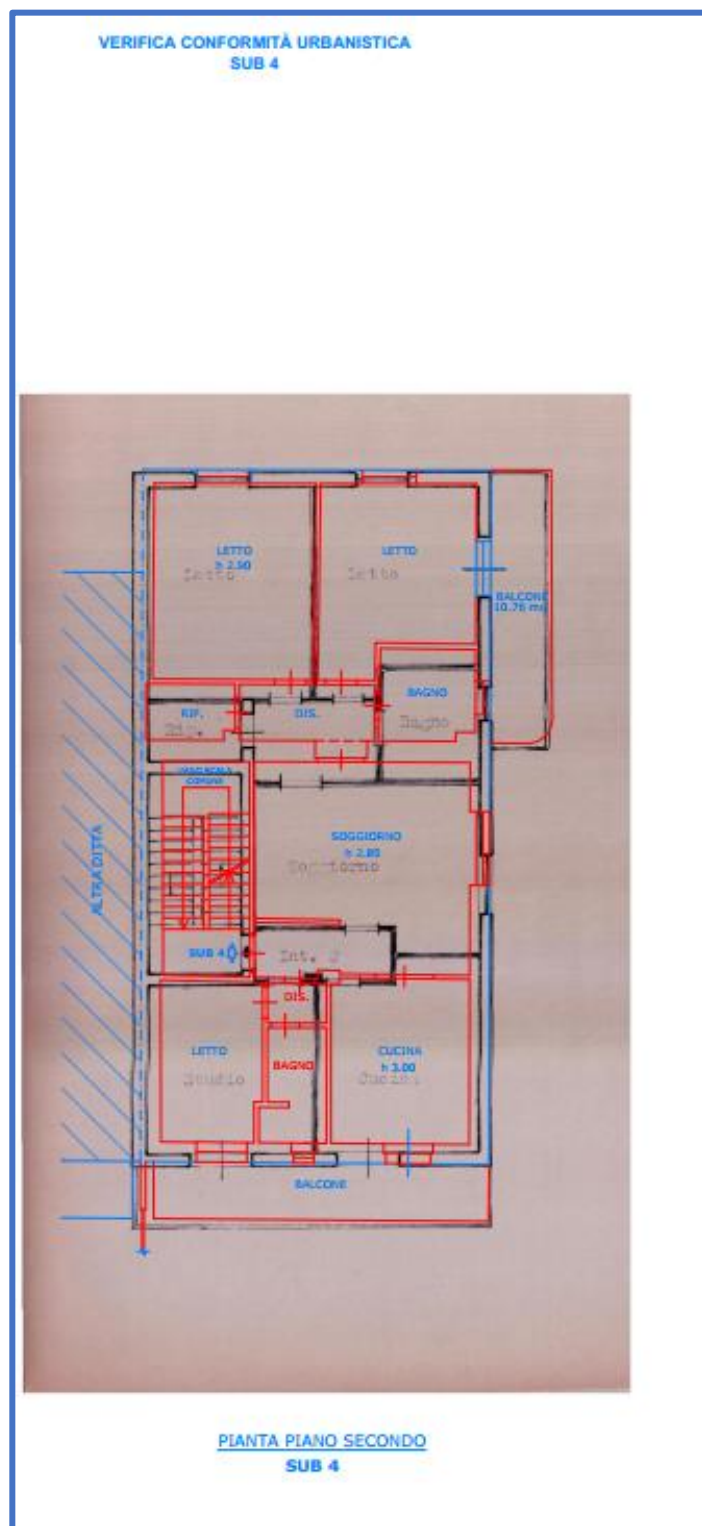 VERIFICA CONFORMITÀ URBANISTICA
SUB 4
LETTO
h 2.50
Letto
LETTO
Letto
BALCONE
10.76 mq
RIP.
Rip.
DIS.
BAGNO
Bagno
COMUNE
ALTRA DITTA
SOGGIORNO
h 2.80
Soggiorno
SUB 4
Int.
DIS.
LETTO
Studio
BAGNO
CUCINA
h 3.00
Cucina
BALCONE
PIANTA PIANO SECONDO
SUB 4